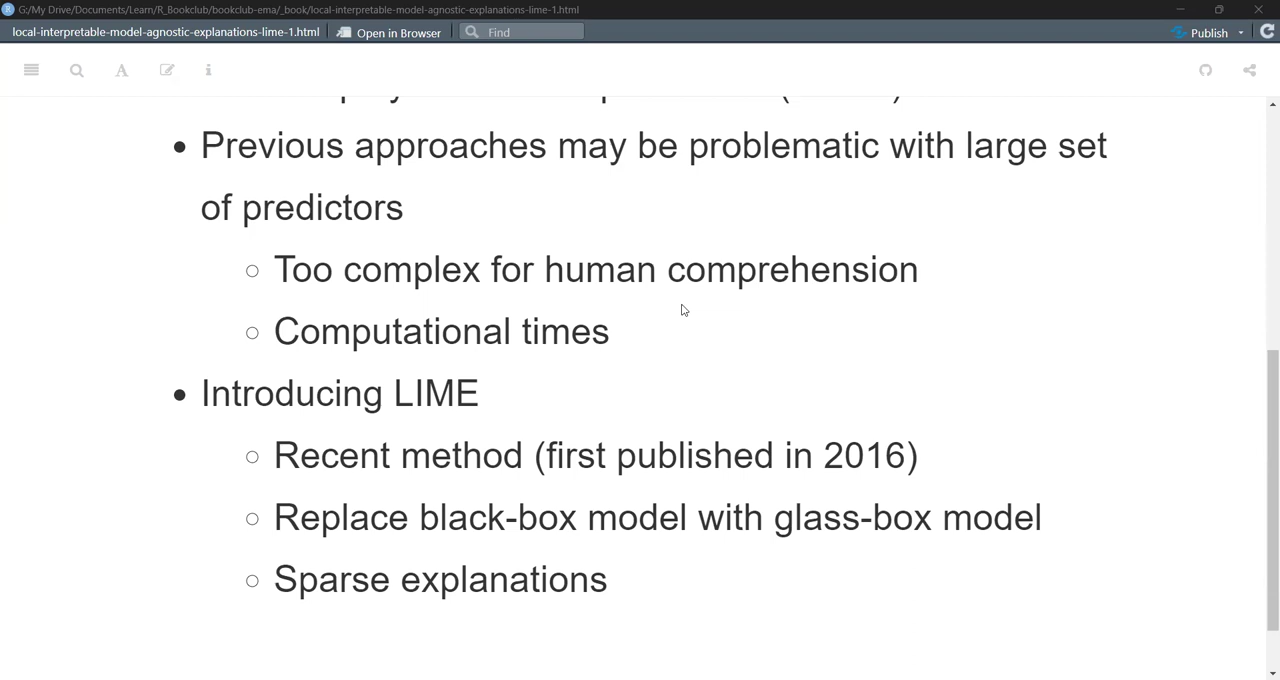 G:/My Drive/Documents/Learn/R_Bookclub/bookclub-ema/_book/local-interpretable-model-agnostic-explanations-lime-1.html
local-interpretable-model-agnostic-explanations-lime-1.html Open in Browser Find Publish
Previous approaches may be problematic with large set
of predictors
Too complex for human comprehension
Computational times
Introducing LIME
Recent method (first published in 2016)
Replace black-box model with glass-box model
Sparse explanations